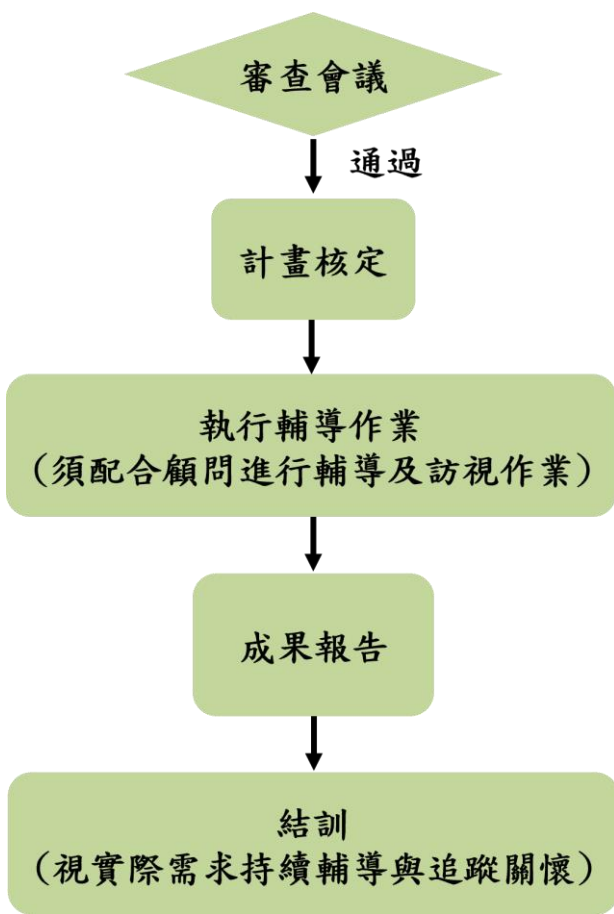 審查會議
通過
計畫核定
執行輔導作業
（須配合顧問進行輔導及訪視作業）
成果報告
結訓
（視實際需求持續輔導與追蹤關懷）